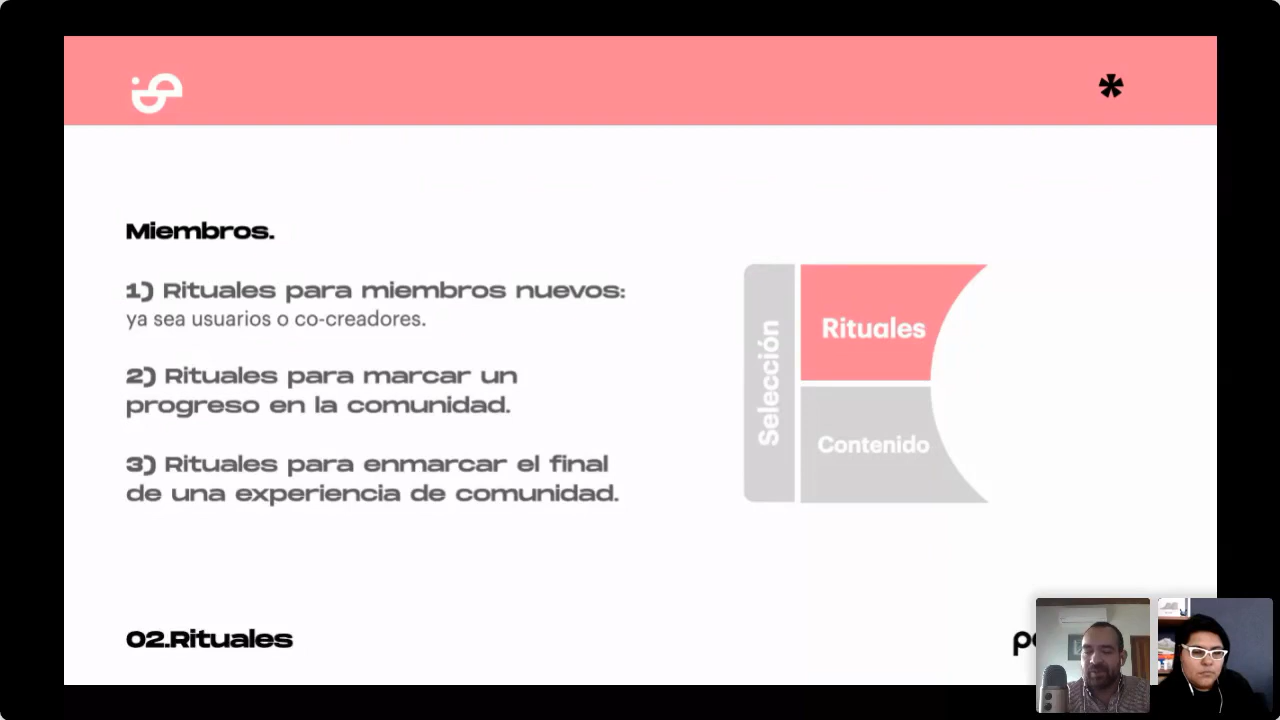 Miembros.
1) Rituales para miembros nuevos:
ya sea usuarios o co-creadores.
2) Rituales para marcar un
progreso en la comunidad.
3) Rituales para enmarcar el final
de una experiencia de comunidad.
Selección
Rituales
Contenido
02.Rituales